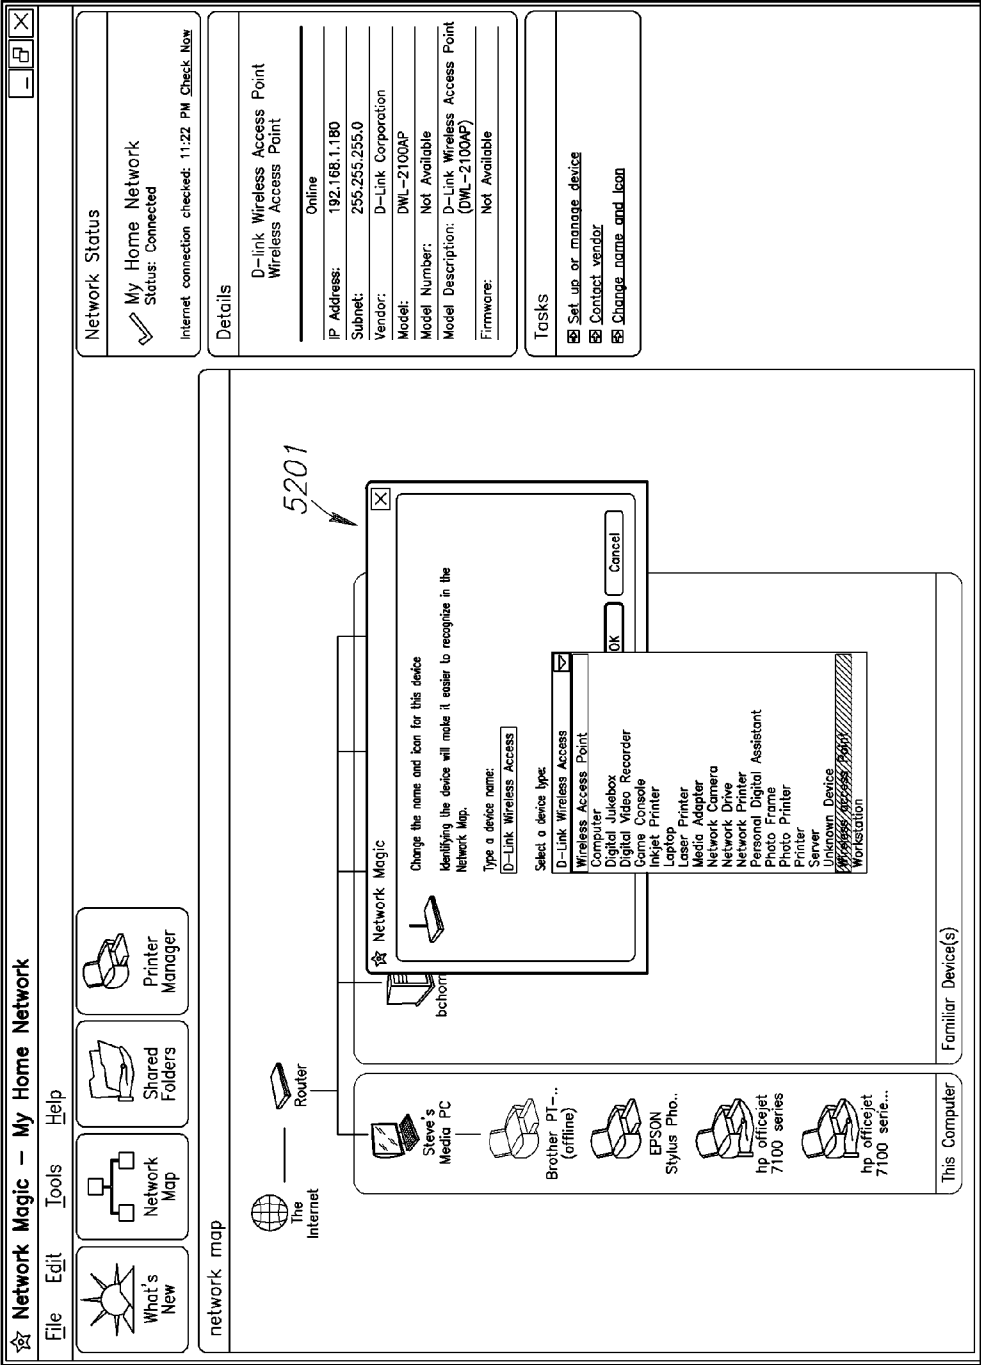 Network Magic – My Home Network
File Edit Tools Help
What's New
Network Map
Shared Folders
Printer Manager
network map
The Internet
Router
Steve's Media PC
Brother PT-... (offline)
EPSON Stylus Pho..
hp officejet 7100 series
hp officejet 7100 serie...
This Computer
bchom
Familiar Device(s)
5201
Network Magic
Change the name and icon for this device
Identifying the device will make it easier to recognize in the
Network Map.
Type a device name:
D-Link Wireless Access
Select a device type:
D-Link Wireless Access
Wireless Access Point
Computer
Digital Jukebox
Digital Video Recorder
Game Console
Inkjet Printer
Laptop
Laser Printer
Media Adapter
Network Camera
Network Drive
Network Printer
Personal Digital Assistant
Photo Frame
Photo Printer
Printer
Server
Unknown Device
Wireless Access Point
Workstation
OK
Cancel
Network Status
My Home Network
Status: Connected
Internet connection checked: 11:22 PM Check Now
Details
D-link Wireless Access Point
Wireless Access Point
Online
IP Address: 192.168.1.180
Subnet: 255.255.255.0
Vendor: D-Link Corporation
Model: DWL-2100AP
Model Number: Not Available
Model Description: D-Link Wireless Access Point
(DWL-2100AP)
Firmware: Not Available
Tasks
Set up or manage device
Contact vendor
Change name and Icon